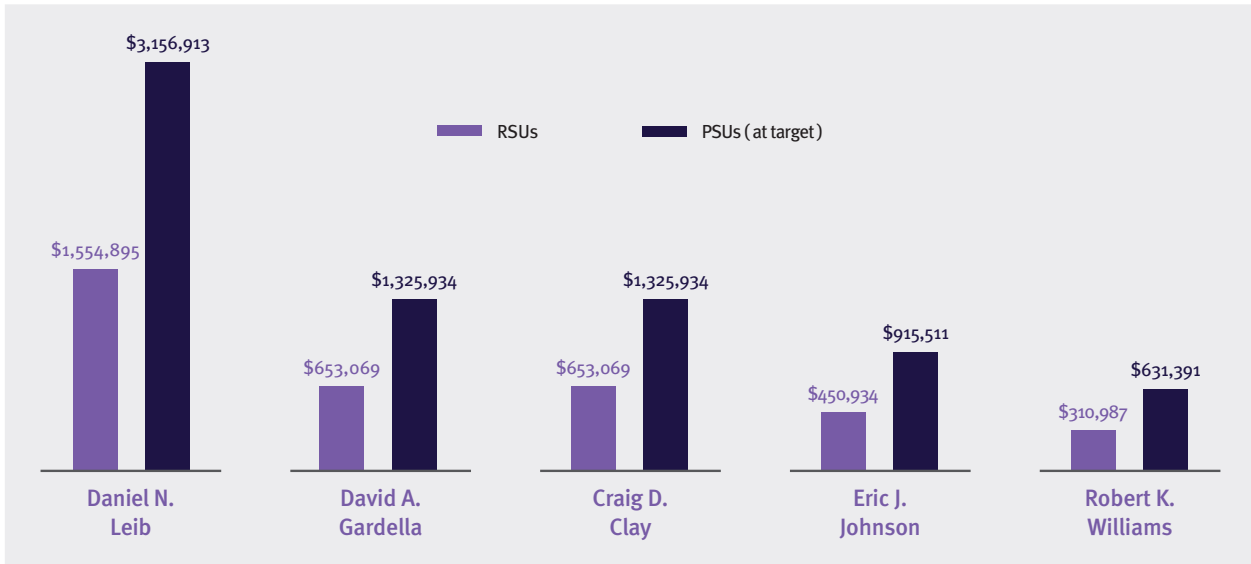 $3,156,913
RSUs
PSUs (at target)
$1,554,895
$1,325,934
$1,325,934
$653,069
$653,069
$915,511
$450,934
$631,391
$310,987
Daniel N.
Leib
David A.
Gardella
Craig D.
Clay
Eric J.
Johnson
Robert K.
Williams